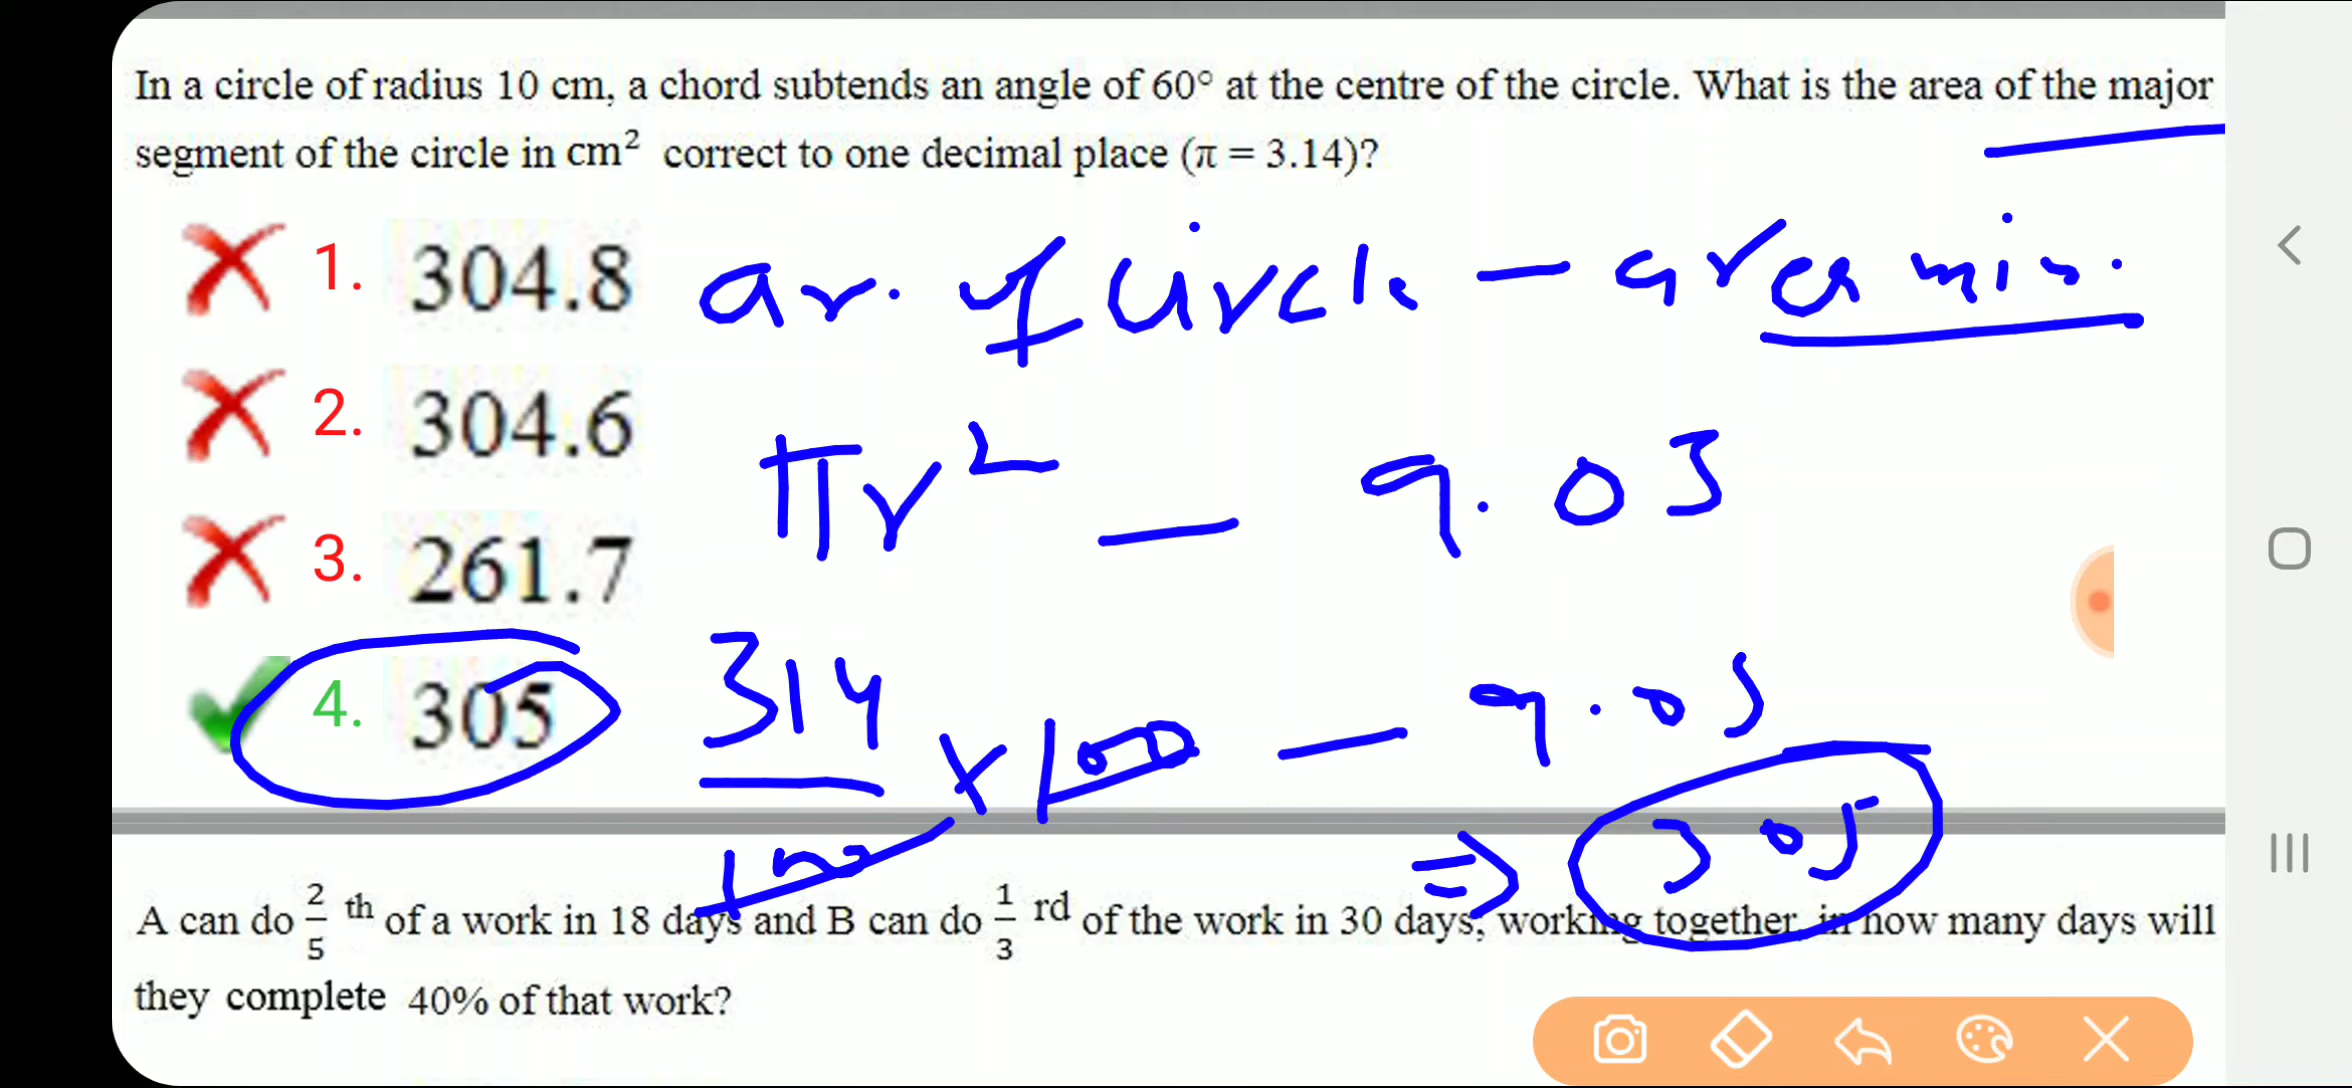 In a circle of radius 10 cm, a chord subtends an angle of 60° at the centre of the circle. What is the area of the major
segment of the circle in cm² correct to one decimal place (π = 3.14)?
1. 304.8
ar. of circle – area min.
2. 304.6
πr² – 9.03
3. 261.7
4. 305
314/100 × 100 – 9.03
⇒ 305
A can do 2/5 th of a work in 18 days and B can do 1/3 rd of the work in 30 days, working together, in how many days will
they complete 40% of that work?